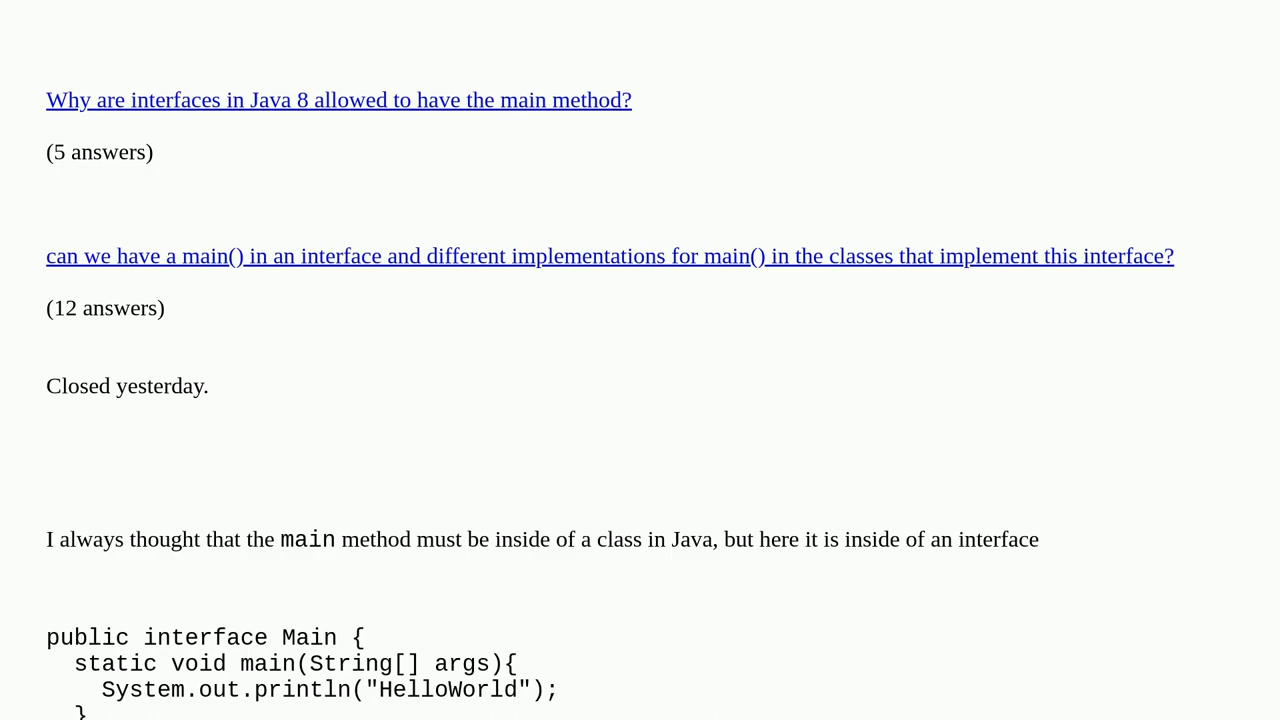 Why are interfaces in Java 8 allowed to have the main method?
(5 answers)
can we have a main() in an interface and different implementations for main() in the classes that implement this interface?
(12 answers)
Closed yesterday.
I always thought that the main method must be inside of a class in Java, but here it is inside of an interface
public interface Main {
  static void main(String[] args){
    System.out.println("HelloWorld");
  }